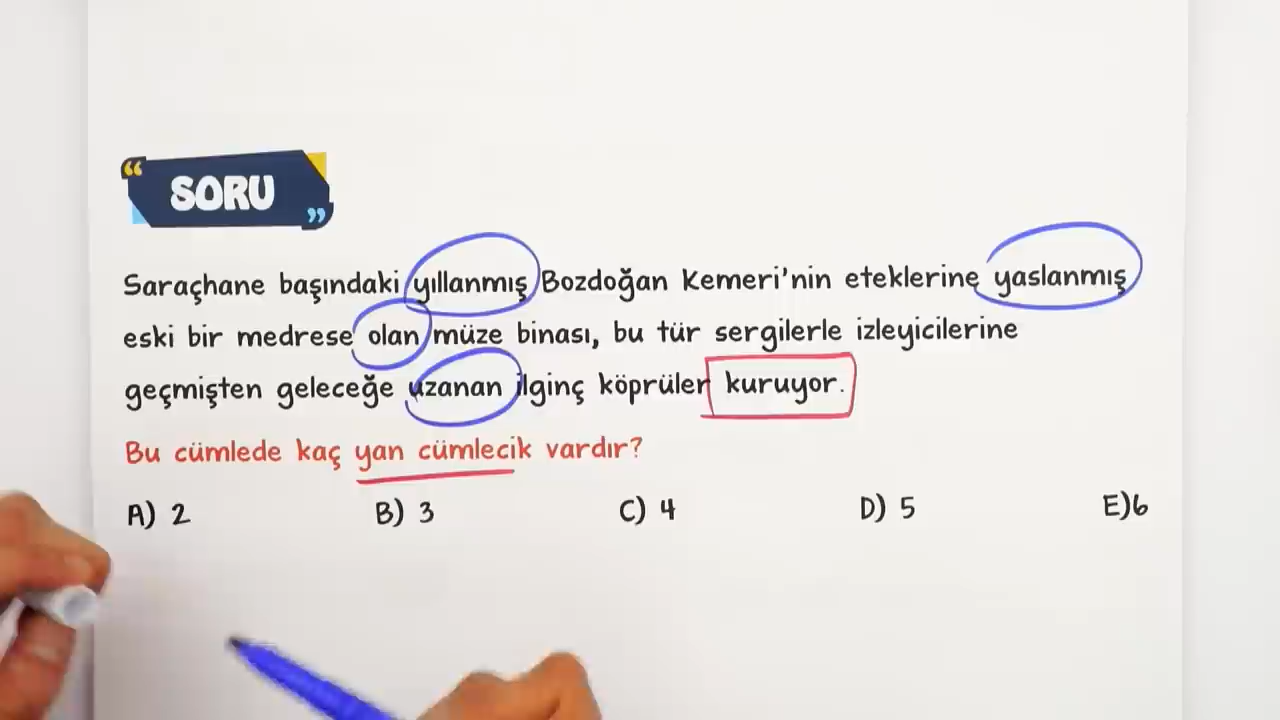 SORU
Saraçhane başındaki yıllanmış Bozdoğan Kemeri'nin eteklerine yaslanmış
eski bir medrese olan müze binası, bu tür sergilerle izleyicilerine
geçmişten geleceğe uzanan ilginç köprüler kuruyor.
Bu cümlede kaç yan cümlecik vardır?
A) 2 B) 3 C) 4 D) 5 E)6